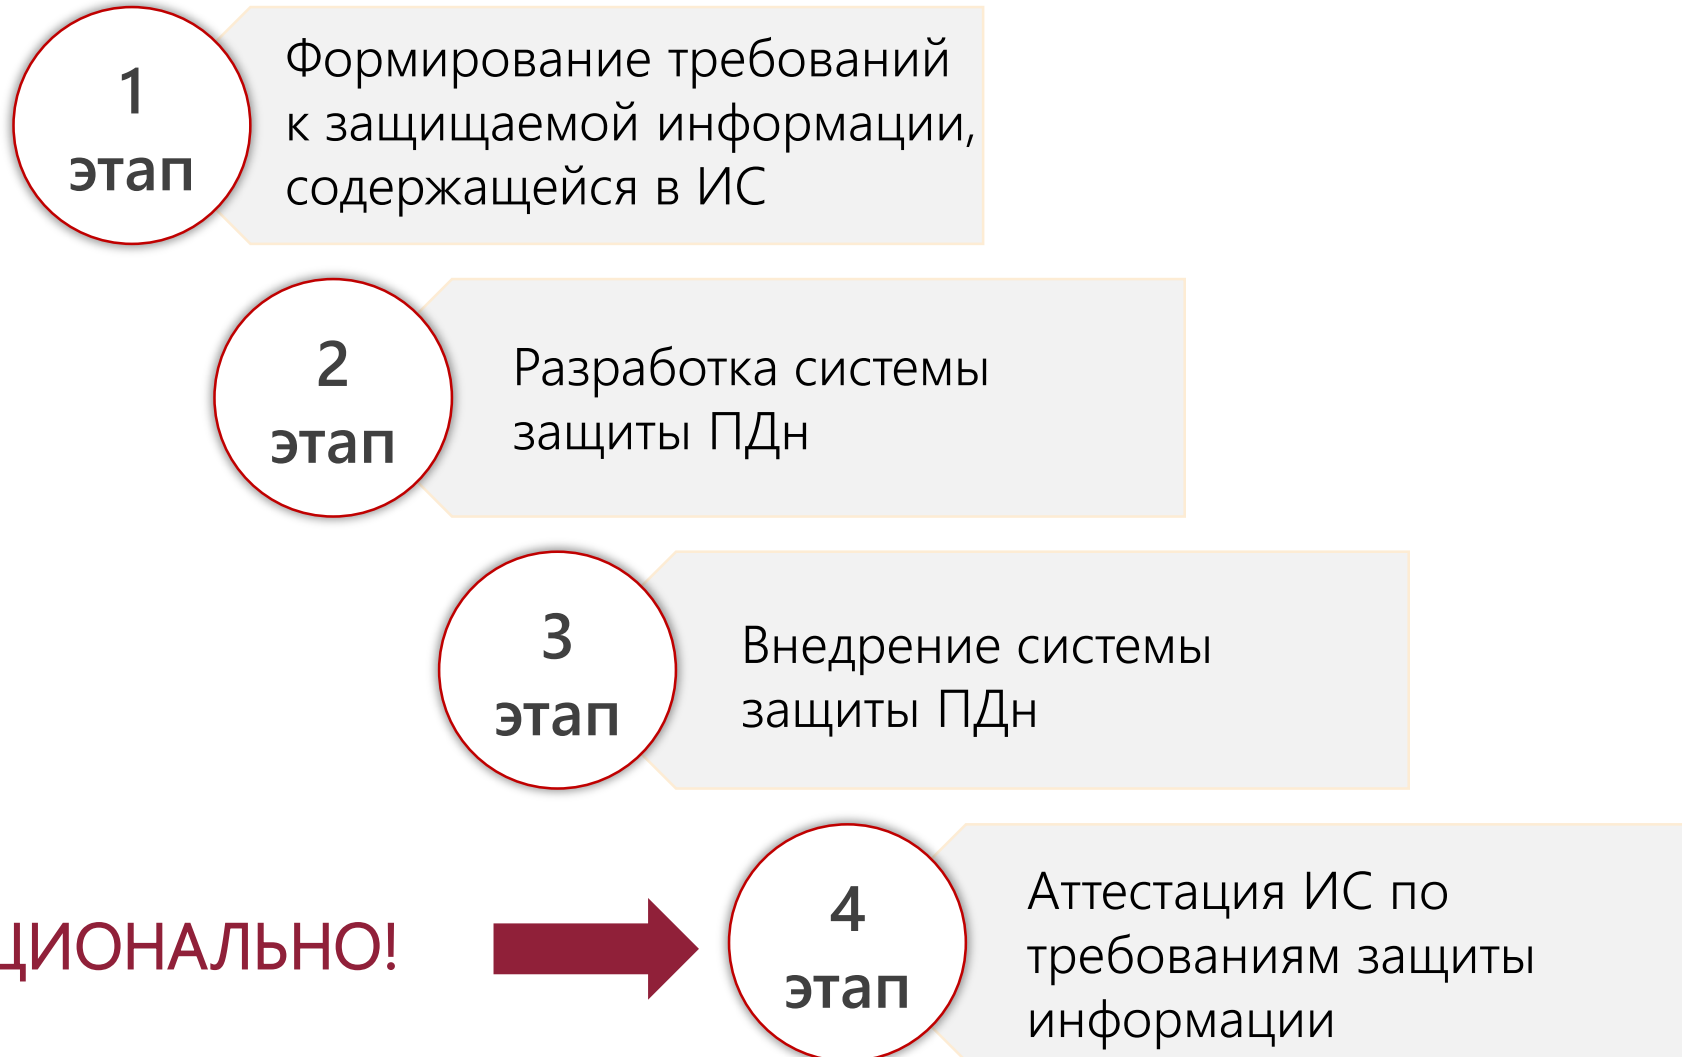 1
этап
Формирование требований
к защищаемой информации,
содержащейся в ИС
2
этап
Разработка системы
защиты ПДн
3
этап
Внедрение системы
защиты ПДн
ЦИОНАЛЬНО!
4
этап
Аттестация ИС по
требованиям защиты
информации